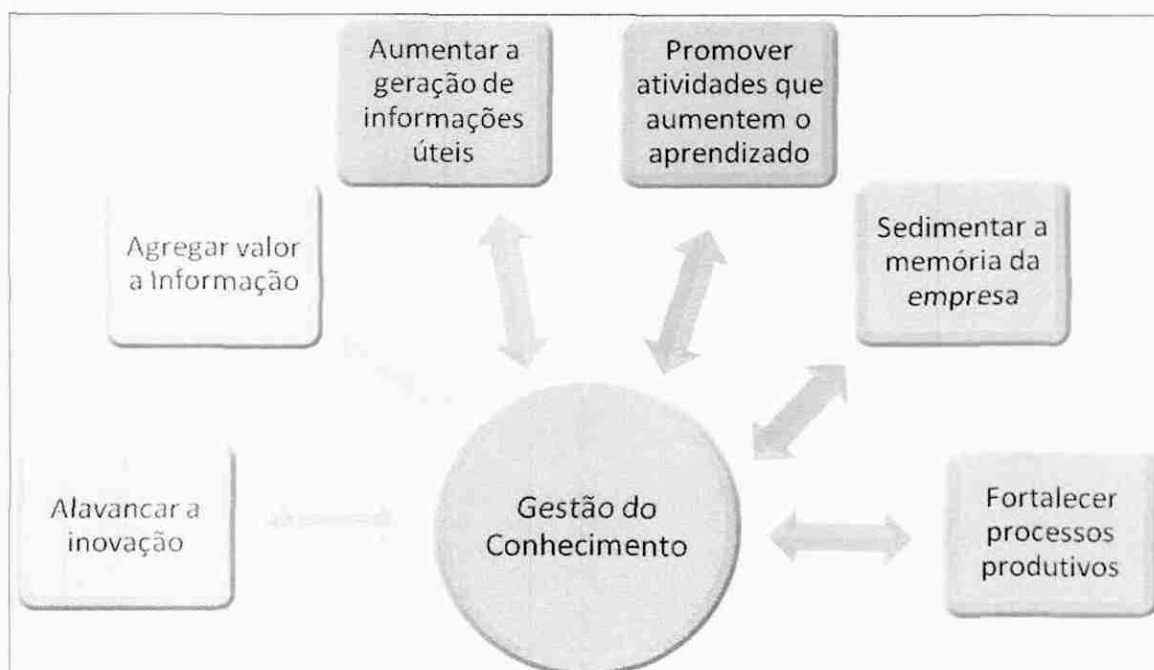 Aumentar a
geração de
informações
úteis
Promover
atividades que
aumentem o
aprendizado
Agregar valor
a Informação
Sedimentar a
memória da
empresa
Alavancar a
inovação
Gestão do
Conhecimento
Fortalecer
processos
produtivos